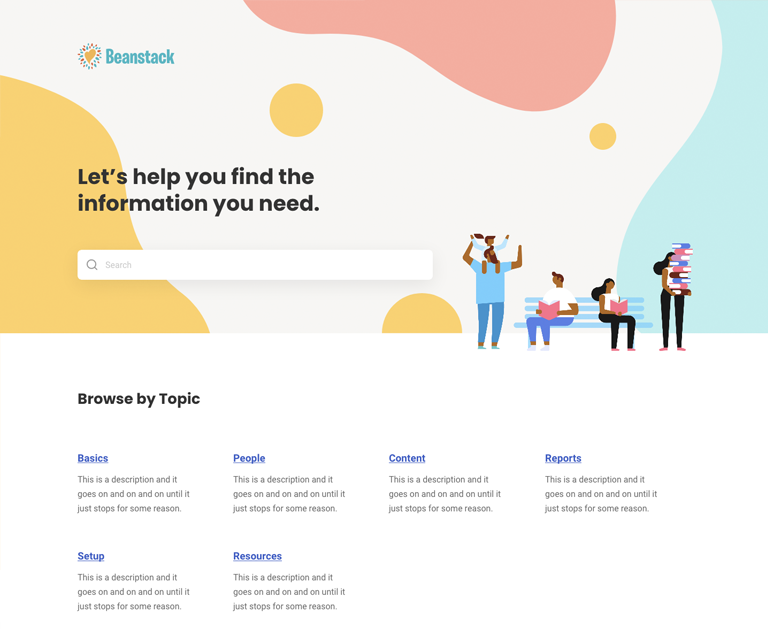 Beanstack
Let’s help you find the
information you need.
Search
Browse by Topic
Basics
This is a description and it
goes on and on and on until it
just stops for some reason.
People
This is a description and it
goes on and on and on until it
just stops for some reason.
Content
This is a description and it
goes on and on and on until it
just stops for some reason.
Reports
This is a description and it
goes on and on and on until it
just stops for some reason.
Setup
This is a description and it
goes on and on and on until it
just stops for some reason.
Resources
This is a description and it
goes on and on and on until it
just stops for some reason.